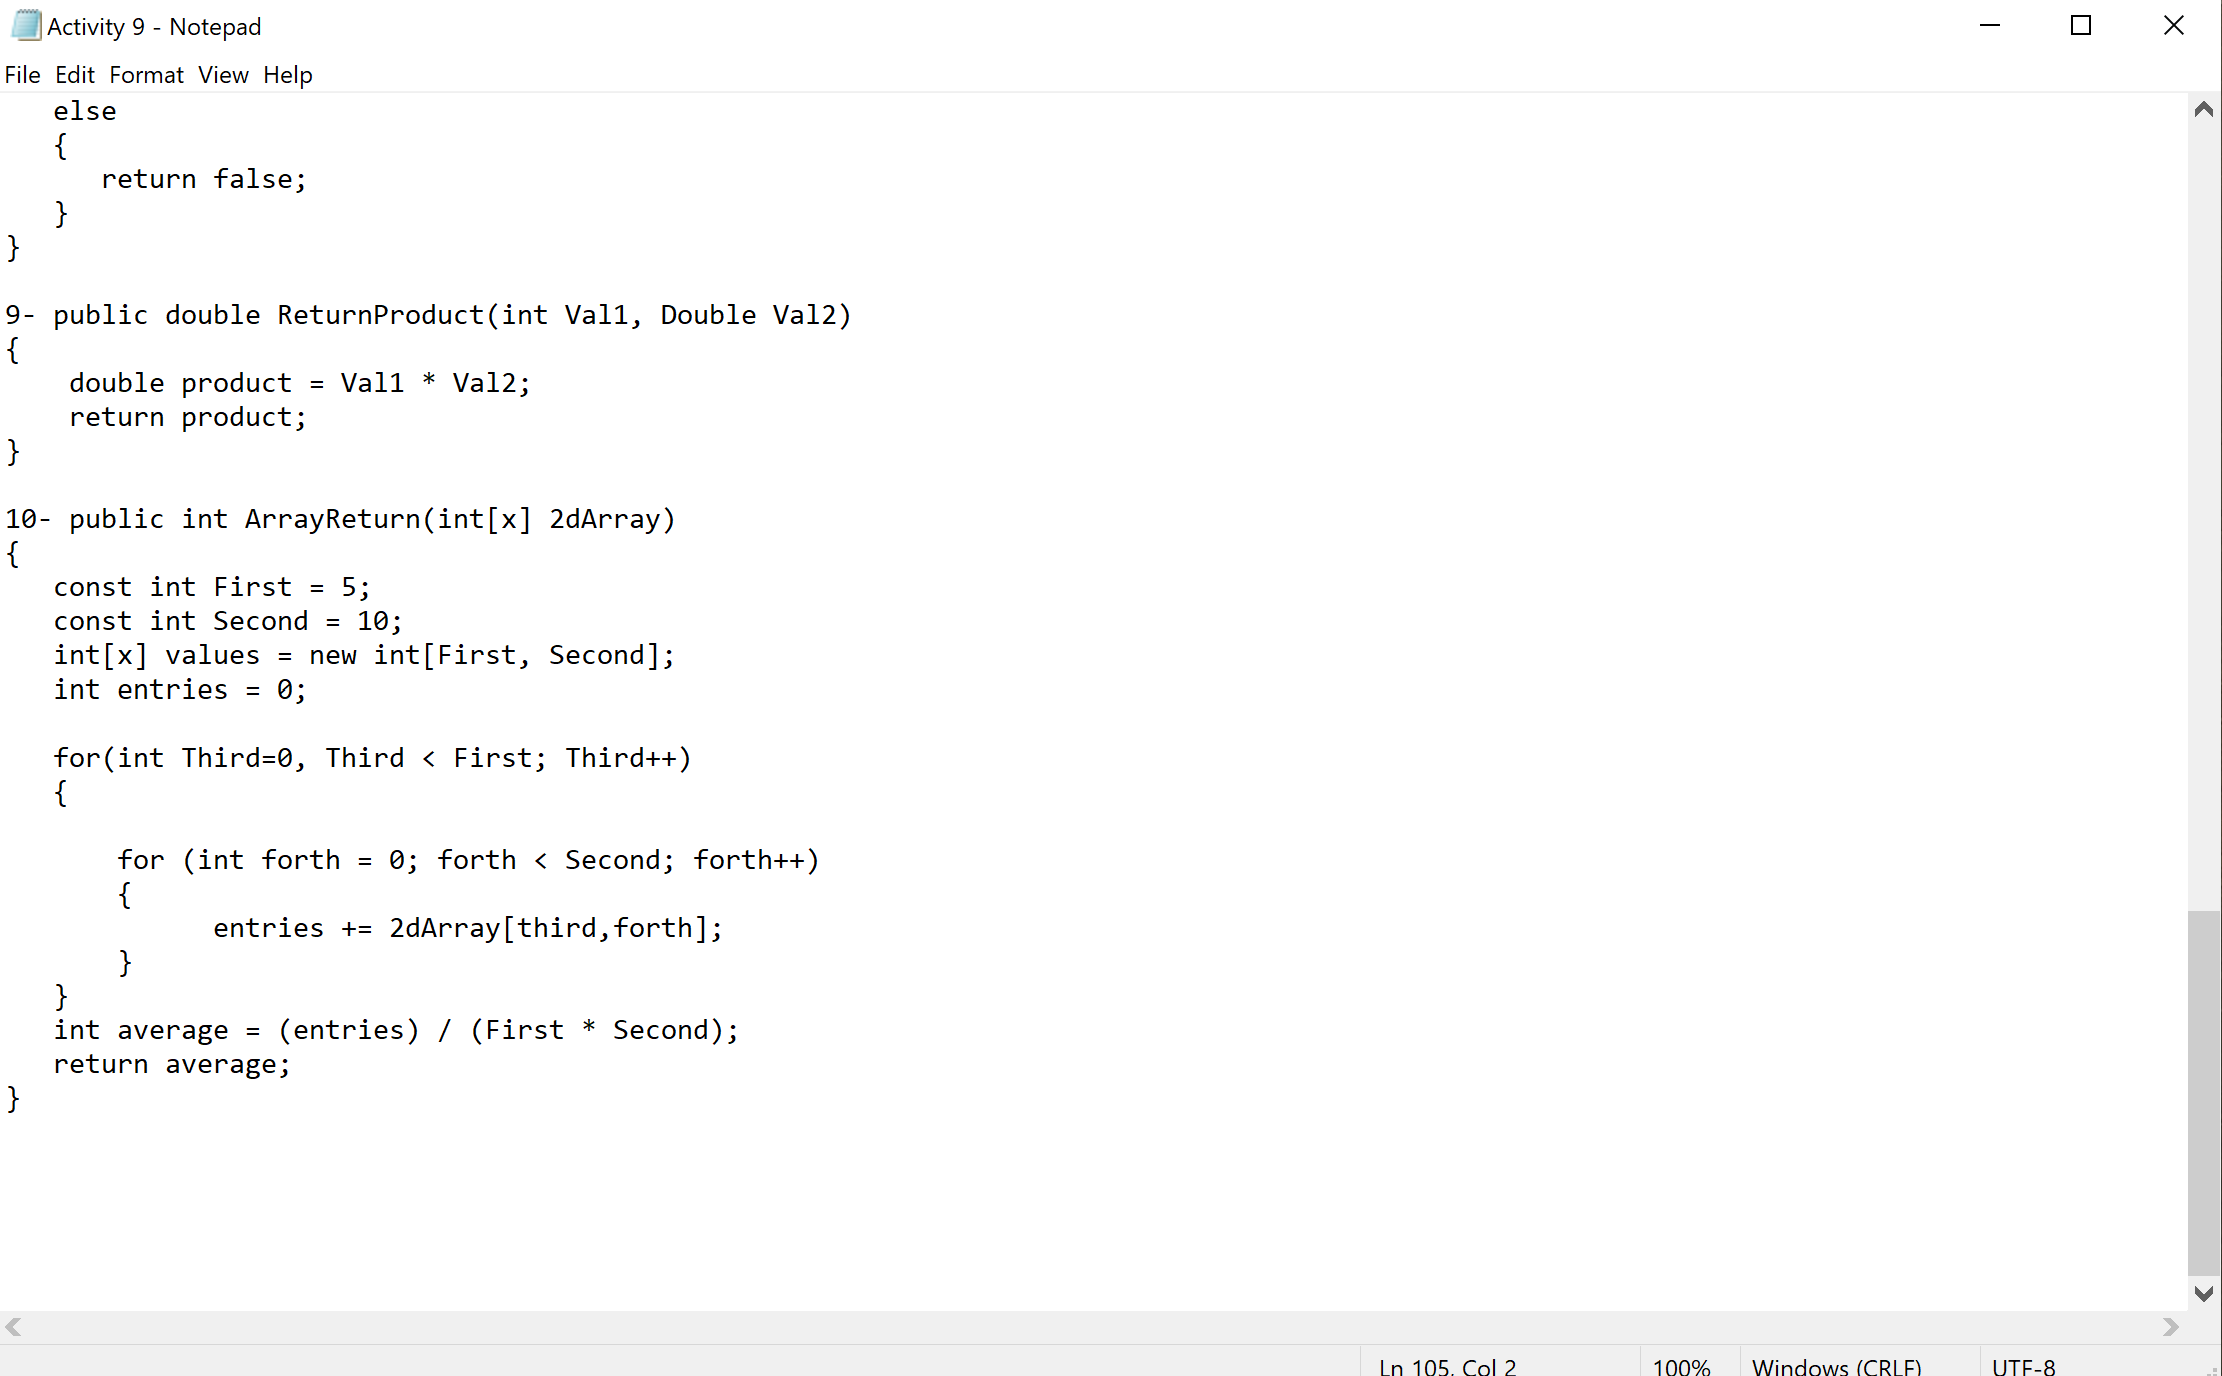 Activity 9 - Notepad
File Edit Format View Help
else
{
return false;
}
}
9- public double ReturnProduct(int Val1, Double Val2)
{
double product = Val1 * Val2;
return product;
}
10- public int ArrayReturn(int[x] 2dArray)
{
const int First = 5;
const int Second = 10;
int[x] values = new int[First, Second];
int entries = 0;
for(int Third=0, Third < First; Third++)
{
for (int forth = 0; forth < Second; forth++)
{
entries += 2dArray[third,forth];
}
}
int average = (entries) / (First * Second);
return average;
}
Ln 105, Col 2 100% Windows (CRLF) UTF-8